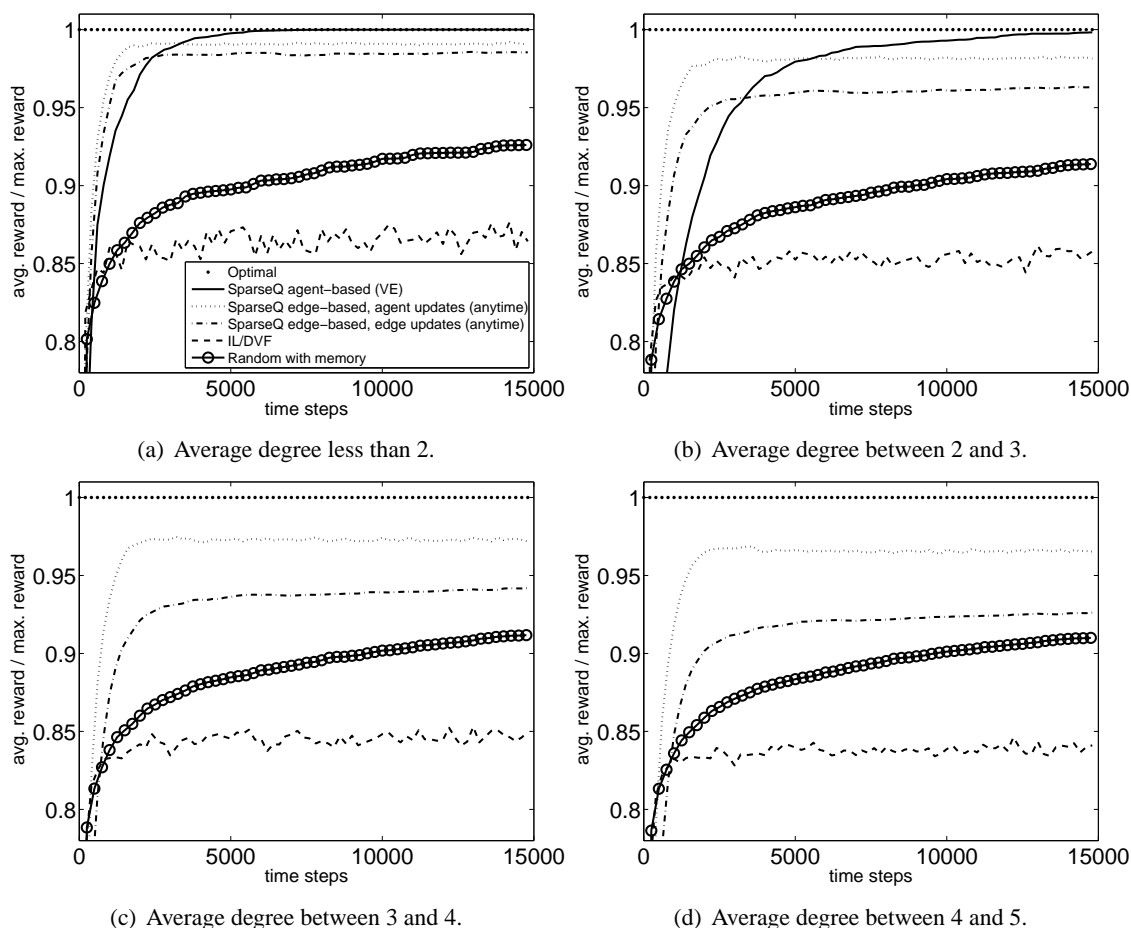 1
0.95
0.9
0.85
0.8
avg. reward / max. reward
Optimal
SparseQ agent−based (VE)
SparseQ edge−based, agent updates (anytime)
SparseQ edge−based, edge updates (anytime)
IL/DVF
Random with memory
0 5000 10000 15000
time steps
(a) Average degree less than 2.
1
0.95
0.9
0.85
0.8
avg. reward / max. reward
0 5000 10000 15000
time steps
(b) Average degree between 2 and 3.
1
0.95
0.9
0.85
0.8
avg. reward / max. reward
0 5000 10000 15000
time steps
(c) Average degree between 3 and 4.
1
0.95
0.9
0.85
0.8
avg. reward / max. reward
0 5000 10000 15000
time steps
(d) Average degree between 4 and 5.